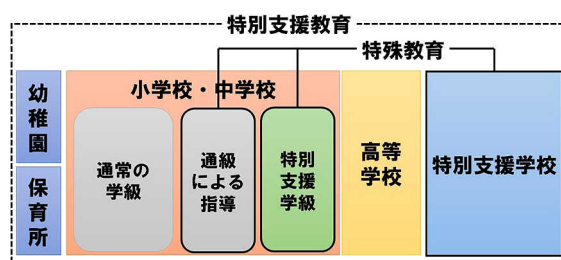 特別支援教育
特殊教育
幼稚園
保育所
小学校・中学校
通常の
学級
通級
による
指導
特別
支援
学級
高等
学校
特別支援学校